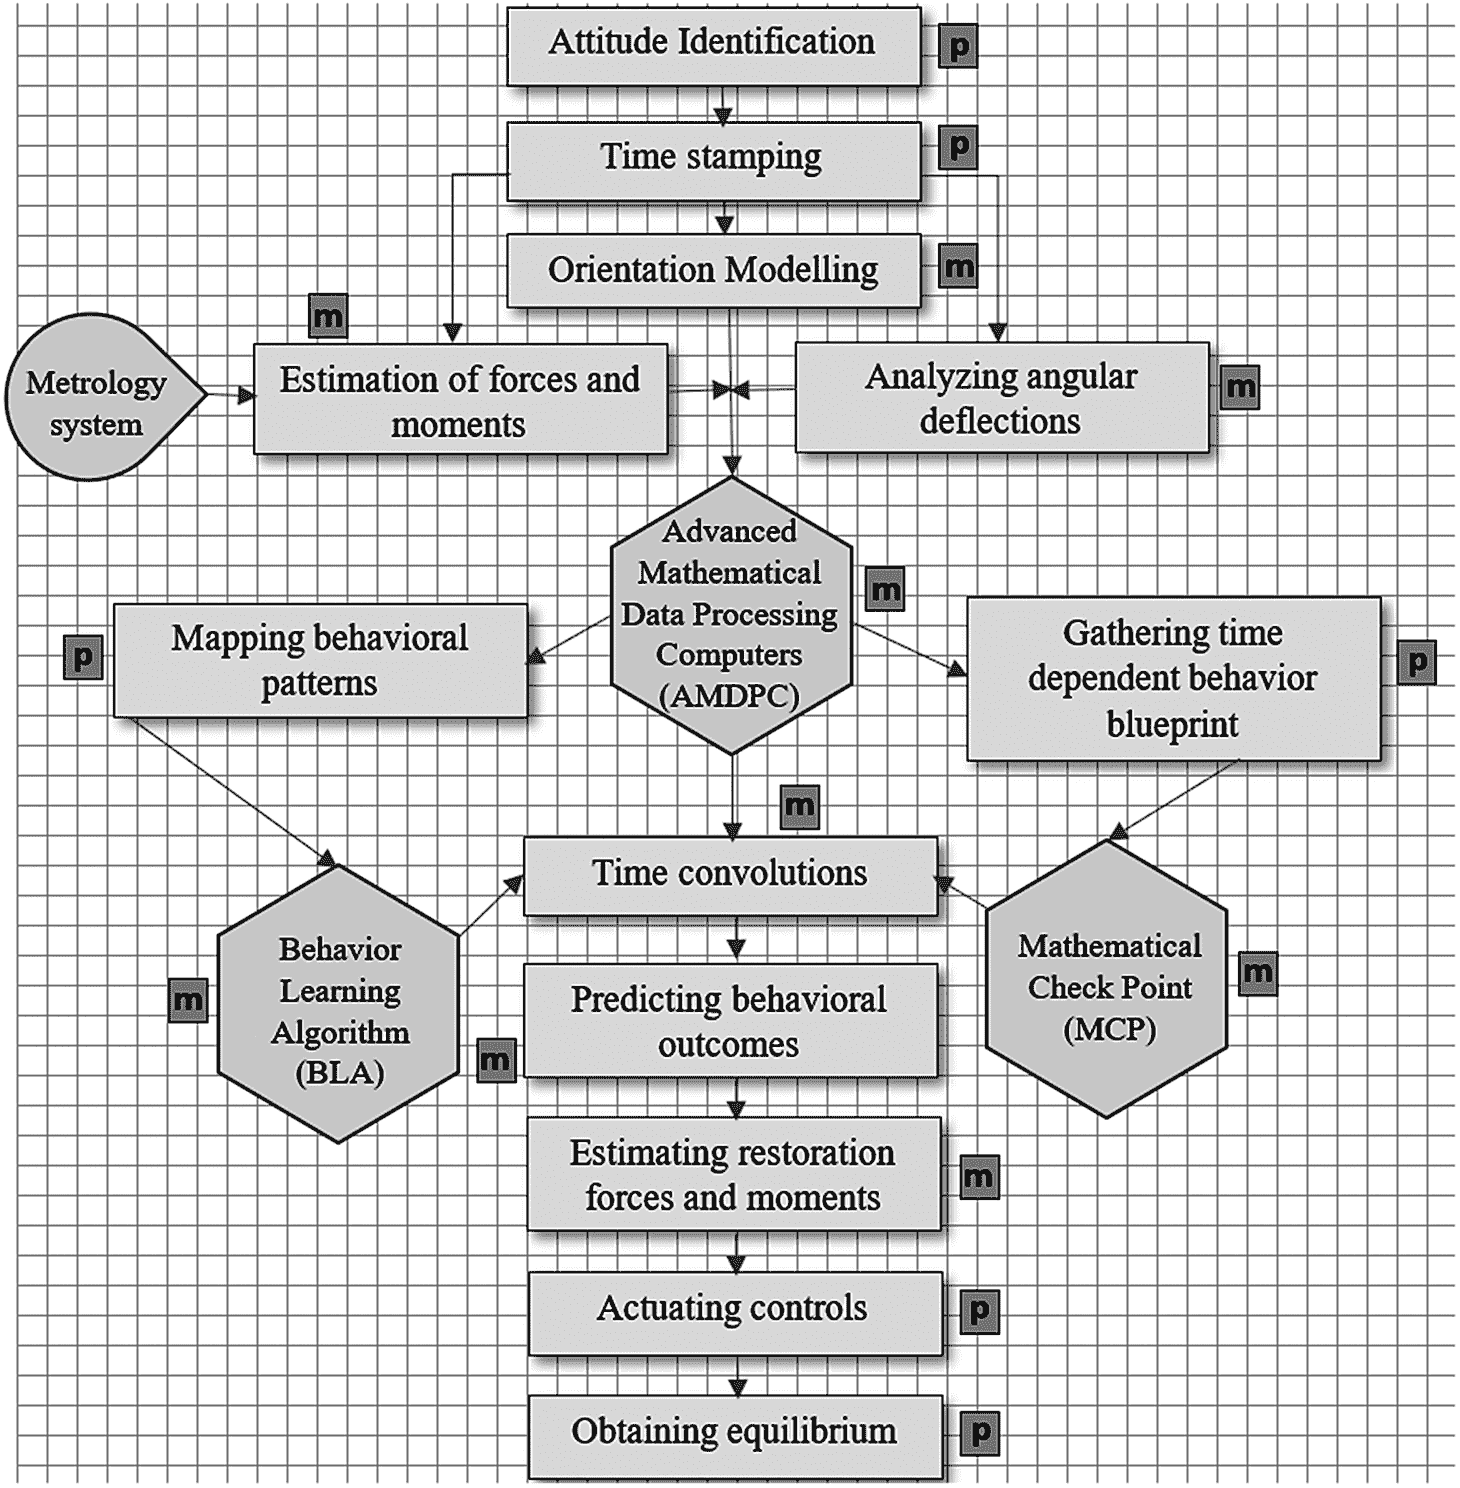 Attitude Identification
p
Time stamping
p
Orientation Modelling
m
m
Metrology
system
Estimation of forces and
moments
Analyzing angular
deflections
m
Advanced
Mathematical
Data Processing
Computers
(AMDPC)
m
p
Mapping behavioral
patterns
Gathering time
dependent behavior
blueprint
p
m
Time convolutions
Behavior
Learning
Algorithm
(BLA)
m
Mathematical
Check Point
(MCP)
m
Predicting behavioral
outcomes
m
Estimating restoration
forces and moments
m
Actuating controls
p
Obtaining equilibrium
p